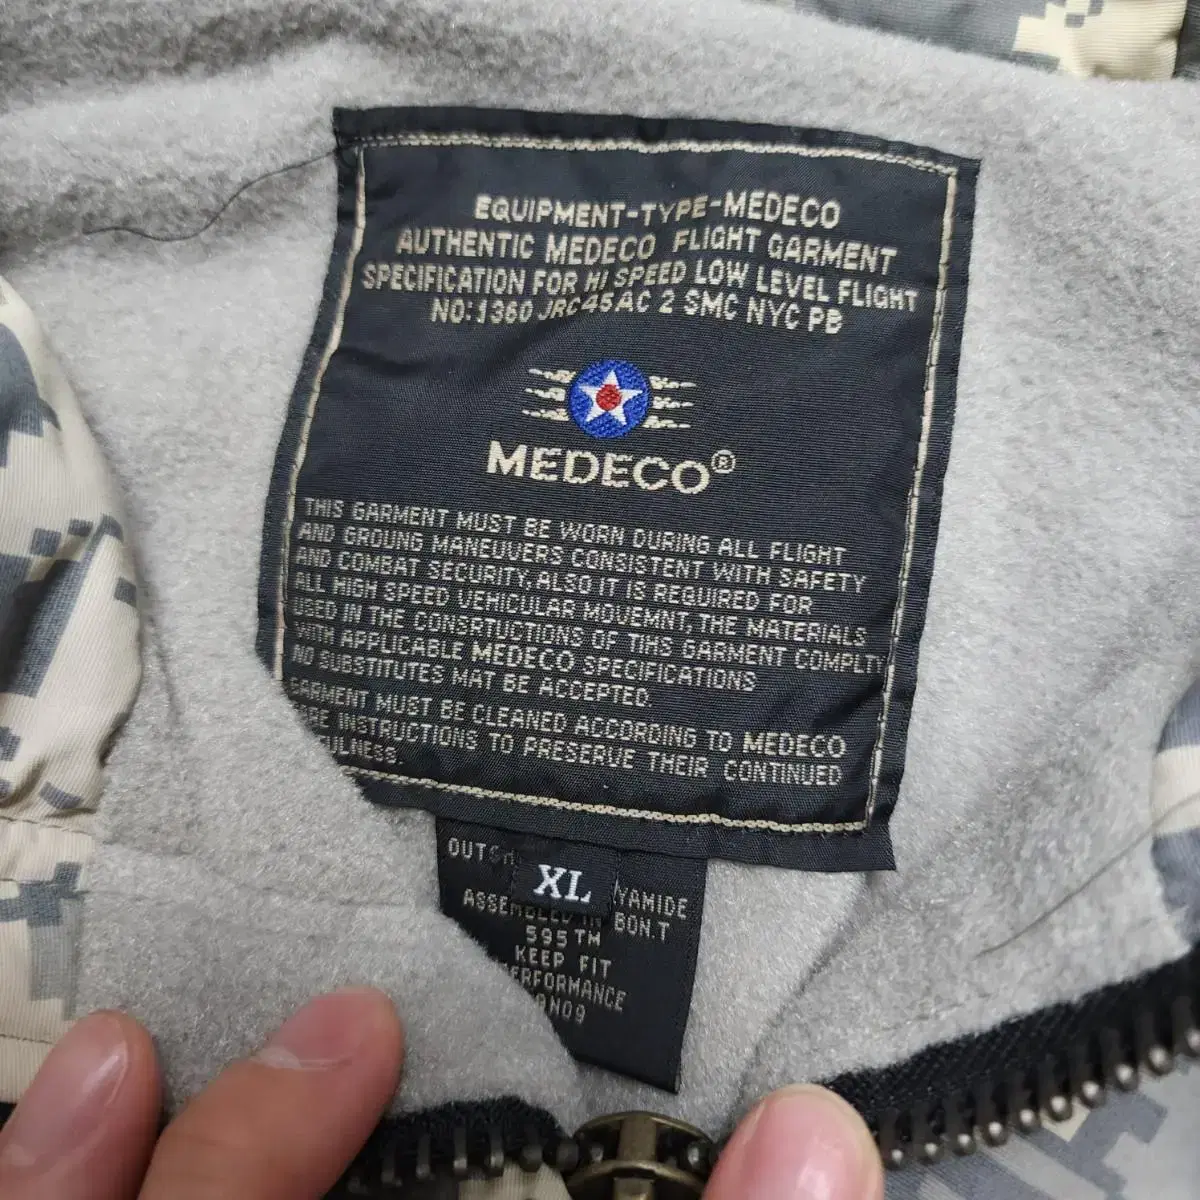 EQUIPMENT-TYPE-MEDECO
AUTHENTIC MEDECO FLIGHT GARMENT
SPECIFICATION FOR HI SPEED LOW LEVEL FLIGHT
NO:1360 JRC45AC 2 SMC NYC PB
MEDECO®
THIS GARMENT MUST BE WORN DURING ALL FLIGHT
AND GROUNG MANEUVERS CONSISTENT WITH SAFETY
AND COMBAT SECURITY, ALSO IT IS REQUIRED FOR
ALL HIGH SPEED VEHICULAR MOVEMNT, THE MATERIALS
USED IN THE CONSRTUCTIONS OF TIHS GARMENT COMPLTY
WITH APPLICABLE MEDECO SPECIFICATIONS
NO SUBSTITUTES MAT BE ACCEPTED.
GARMENT MUST BE CLEANED ACCORDING TO MEDECO
INSTRUCTIONS TO PRESERVE THEIR CONTINUED
XL
595TH
KEEP FIT